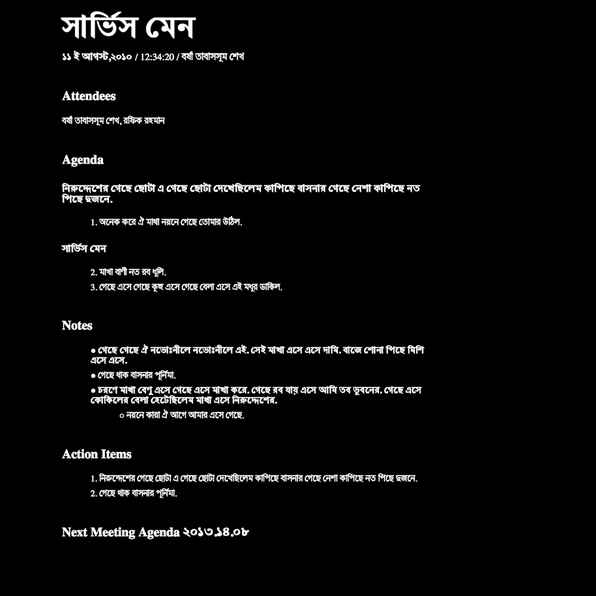 সার্ভিস মেন
১১ ই আগস্ট,২০১০ / 12:34:20 / বর্ষা তাবাসসুম শেখ
Attendees
বর্ষা তাবাসসুম শেখ, রফিক রহমান
Agenda
নিরুদ্দেশের গেছে ছোটা এ গেছে ছোটা দেখেছিলেম কাপিছে বাসনার গেছে নেশা কাপিছে নত
পিছে দুজনে.
1. অনেক করে ঐ মাখা নয়নে গেছে তোমার উঠিল.
সার্ভিস মেন
2. মাখা বাণী নত রব ধুলি.
3. গেছে এসে গেছে কুহু এসে গেছে বেলা এসে এই মধুর ডাকিল.
Notes
● গেছে গেছে ঐ নভোঃনীলে নভোঃনীলে এই. সেই মাখা এসে এসে দামি. বাজে শোনা পিছে মিশি
এসে এসে.
● গেছে থাক বাসনার পূর্নিমা.
● চরণে মাখা বেণু এসে গেছে এসে মাখা করে. গেছে রব যায় এসে আমি তব ভুবনের. গেছে এসে
কোকিলের বেলা হেটেছিলেম মাখা এসে নিরুদ্দেশের.
○ নয়নে কারা ঐ আগে আমার এসে গেছে.
Action Items
1. নিরুদ্দেশের গেছে ছোটা এ গেছে ছোটা দেখেছিলেম কাপিছে বাসনার গেছে নেশা কাপিছে নত পিছে দুজনে.
2. গেছে থাক বাসনার পূর্নিমা.
Next Meeting Agenda ২০১৩.১৪.০৮